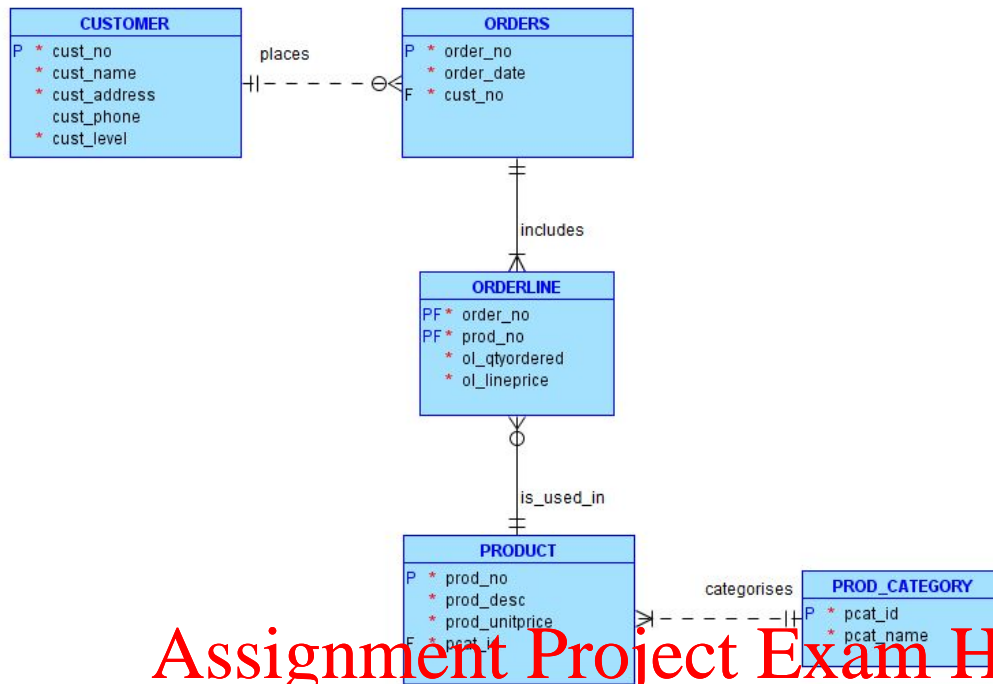 CUSTOMER
P * cust_no
* cust_name
* cust_address
cust_phone
* cust_level
places
ORDERS
P * order_no
* order_date
F * cust_no
includes
ORDERLINE
PF * order_no
PF * prod_no
* ol_qtyordered
* ol_lineprice
is_used_in
PRODUCT
P * prod_no
* prod_desc
* prod_unitprice
F *
categorises
PROD_CATEGORY
P * pcat_id
* pcat_name
Assignment Project Exam H